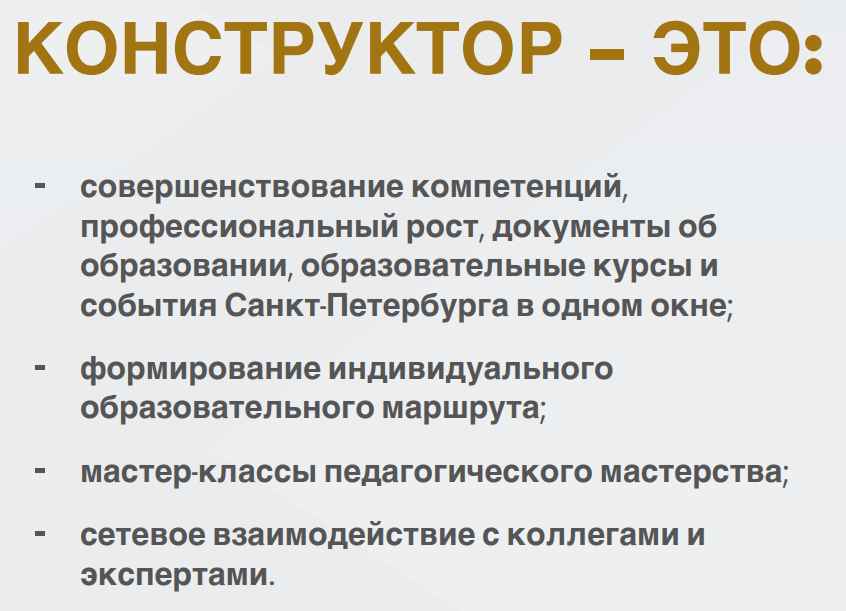 КОНСТРУКТОР – ЭТО:
- совершенствование компетенций,
профессиональный рост, документы об
образовании, образовательные курсы и
события Санкт-Петербурга в одном окне;
- формирование индивидуального
образовательного маршрута;
- мастер-классы педагогического мастерства;
- сетевое взаимодействие с коллегами и
экспертами.